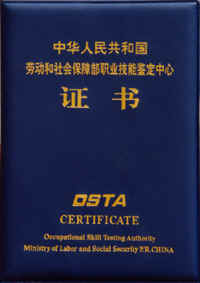 中华人民共和国
劳动和社会保障部职业技能鉴定中心
证书
OSTA
CERTIFICATE
Occupational Skill Testing Authority
Ministry of Labor and Social Security P.R.CHINA